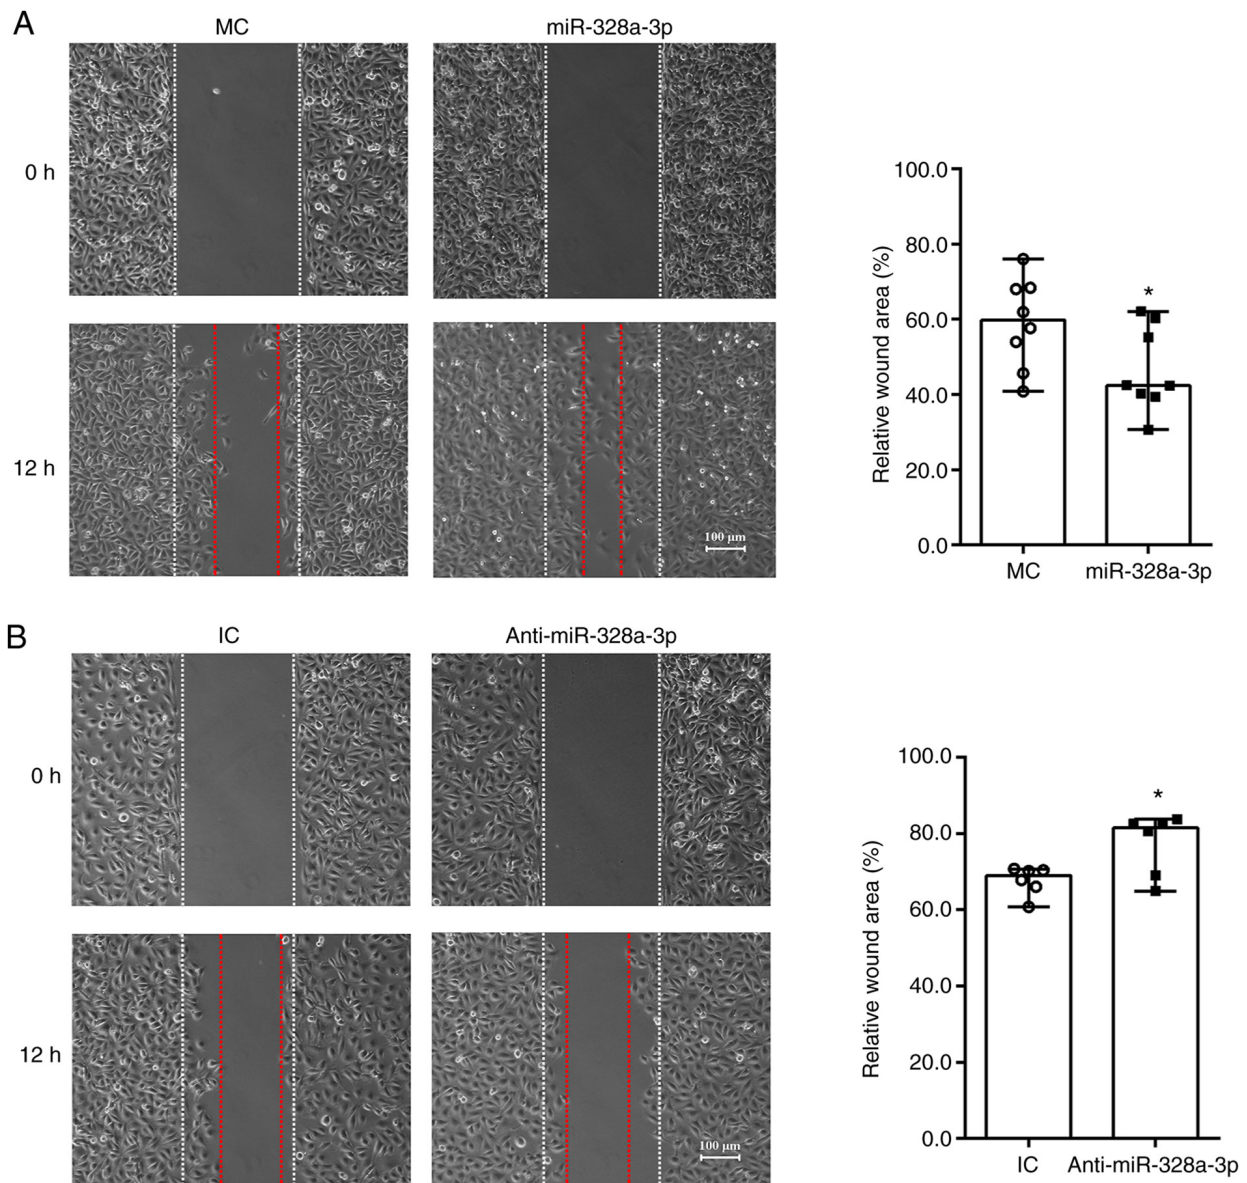 A
MC
miR-328a-3p
0 h
12 h
100 µm
Relative wound area (%)
100.0
80.0
60.0
40.0
20.0
0.0
*
MC
miR-328a-3p
B
IC
Anti-miR-328a-3p
0 h
12 h
100 µm
Relative wound area (%)
100.0
80.0
60.0
40.0
20.0
0.0
*
IC
Anti-miR-328a-3p